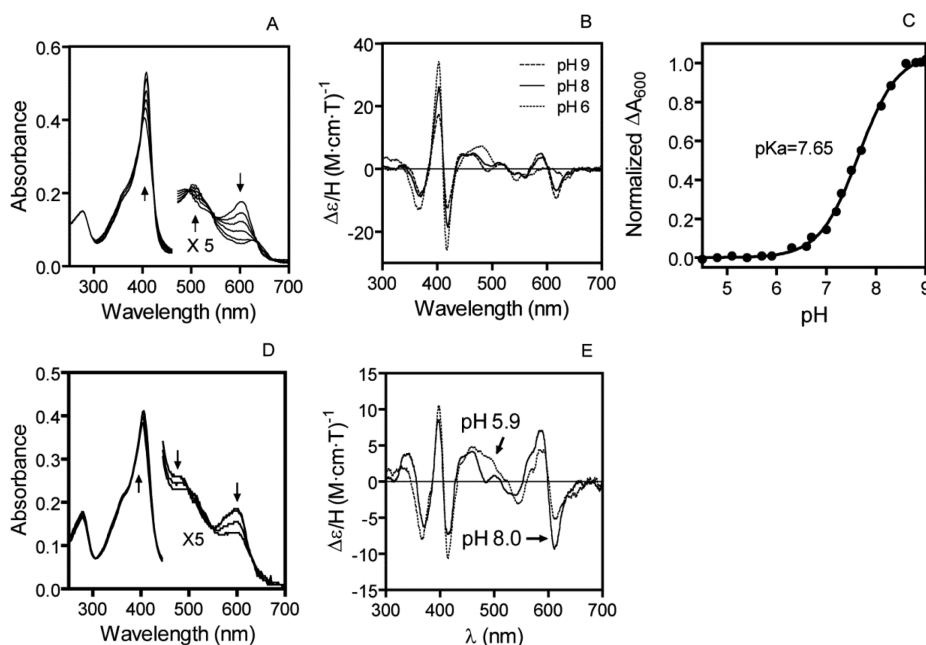 A
Absorbance
0.6
0.4
0.2
0.0
X 5
300 400 500 600 700
Wavelength (nm)
B
Δε/H (M·cm·T)⁻¹
40
20
0
-20
pH 9
pH 8
pH 6
300 400 500 600 700
Wavelength (nm)
C
Normalized ΔA₆₀₀
1.0
0.8
0.6
0.4
0.2
0.0
pKa=7.65
5 6 7 8 9
pH
D
Absorbance
0.5
0.4
0.3
0.2
0.1
0.0
X5
300 400 500 600 700
Wavelength (nm)
E
Δε/H (M·cm·T)⁻¹
15
10
5
0
-5
-10
-15
pH 5.9
pH 8.0
300 400 500 600 700
λ (nm)